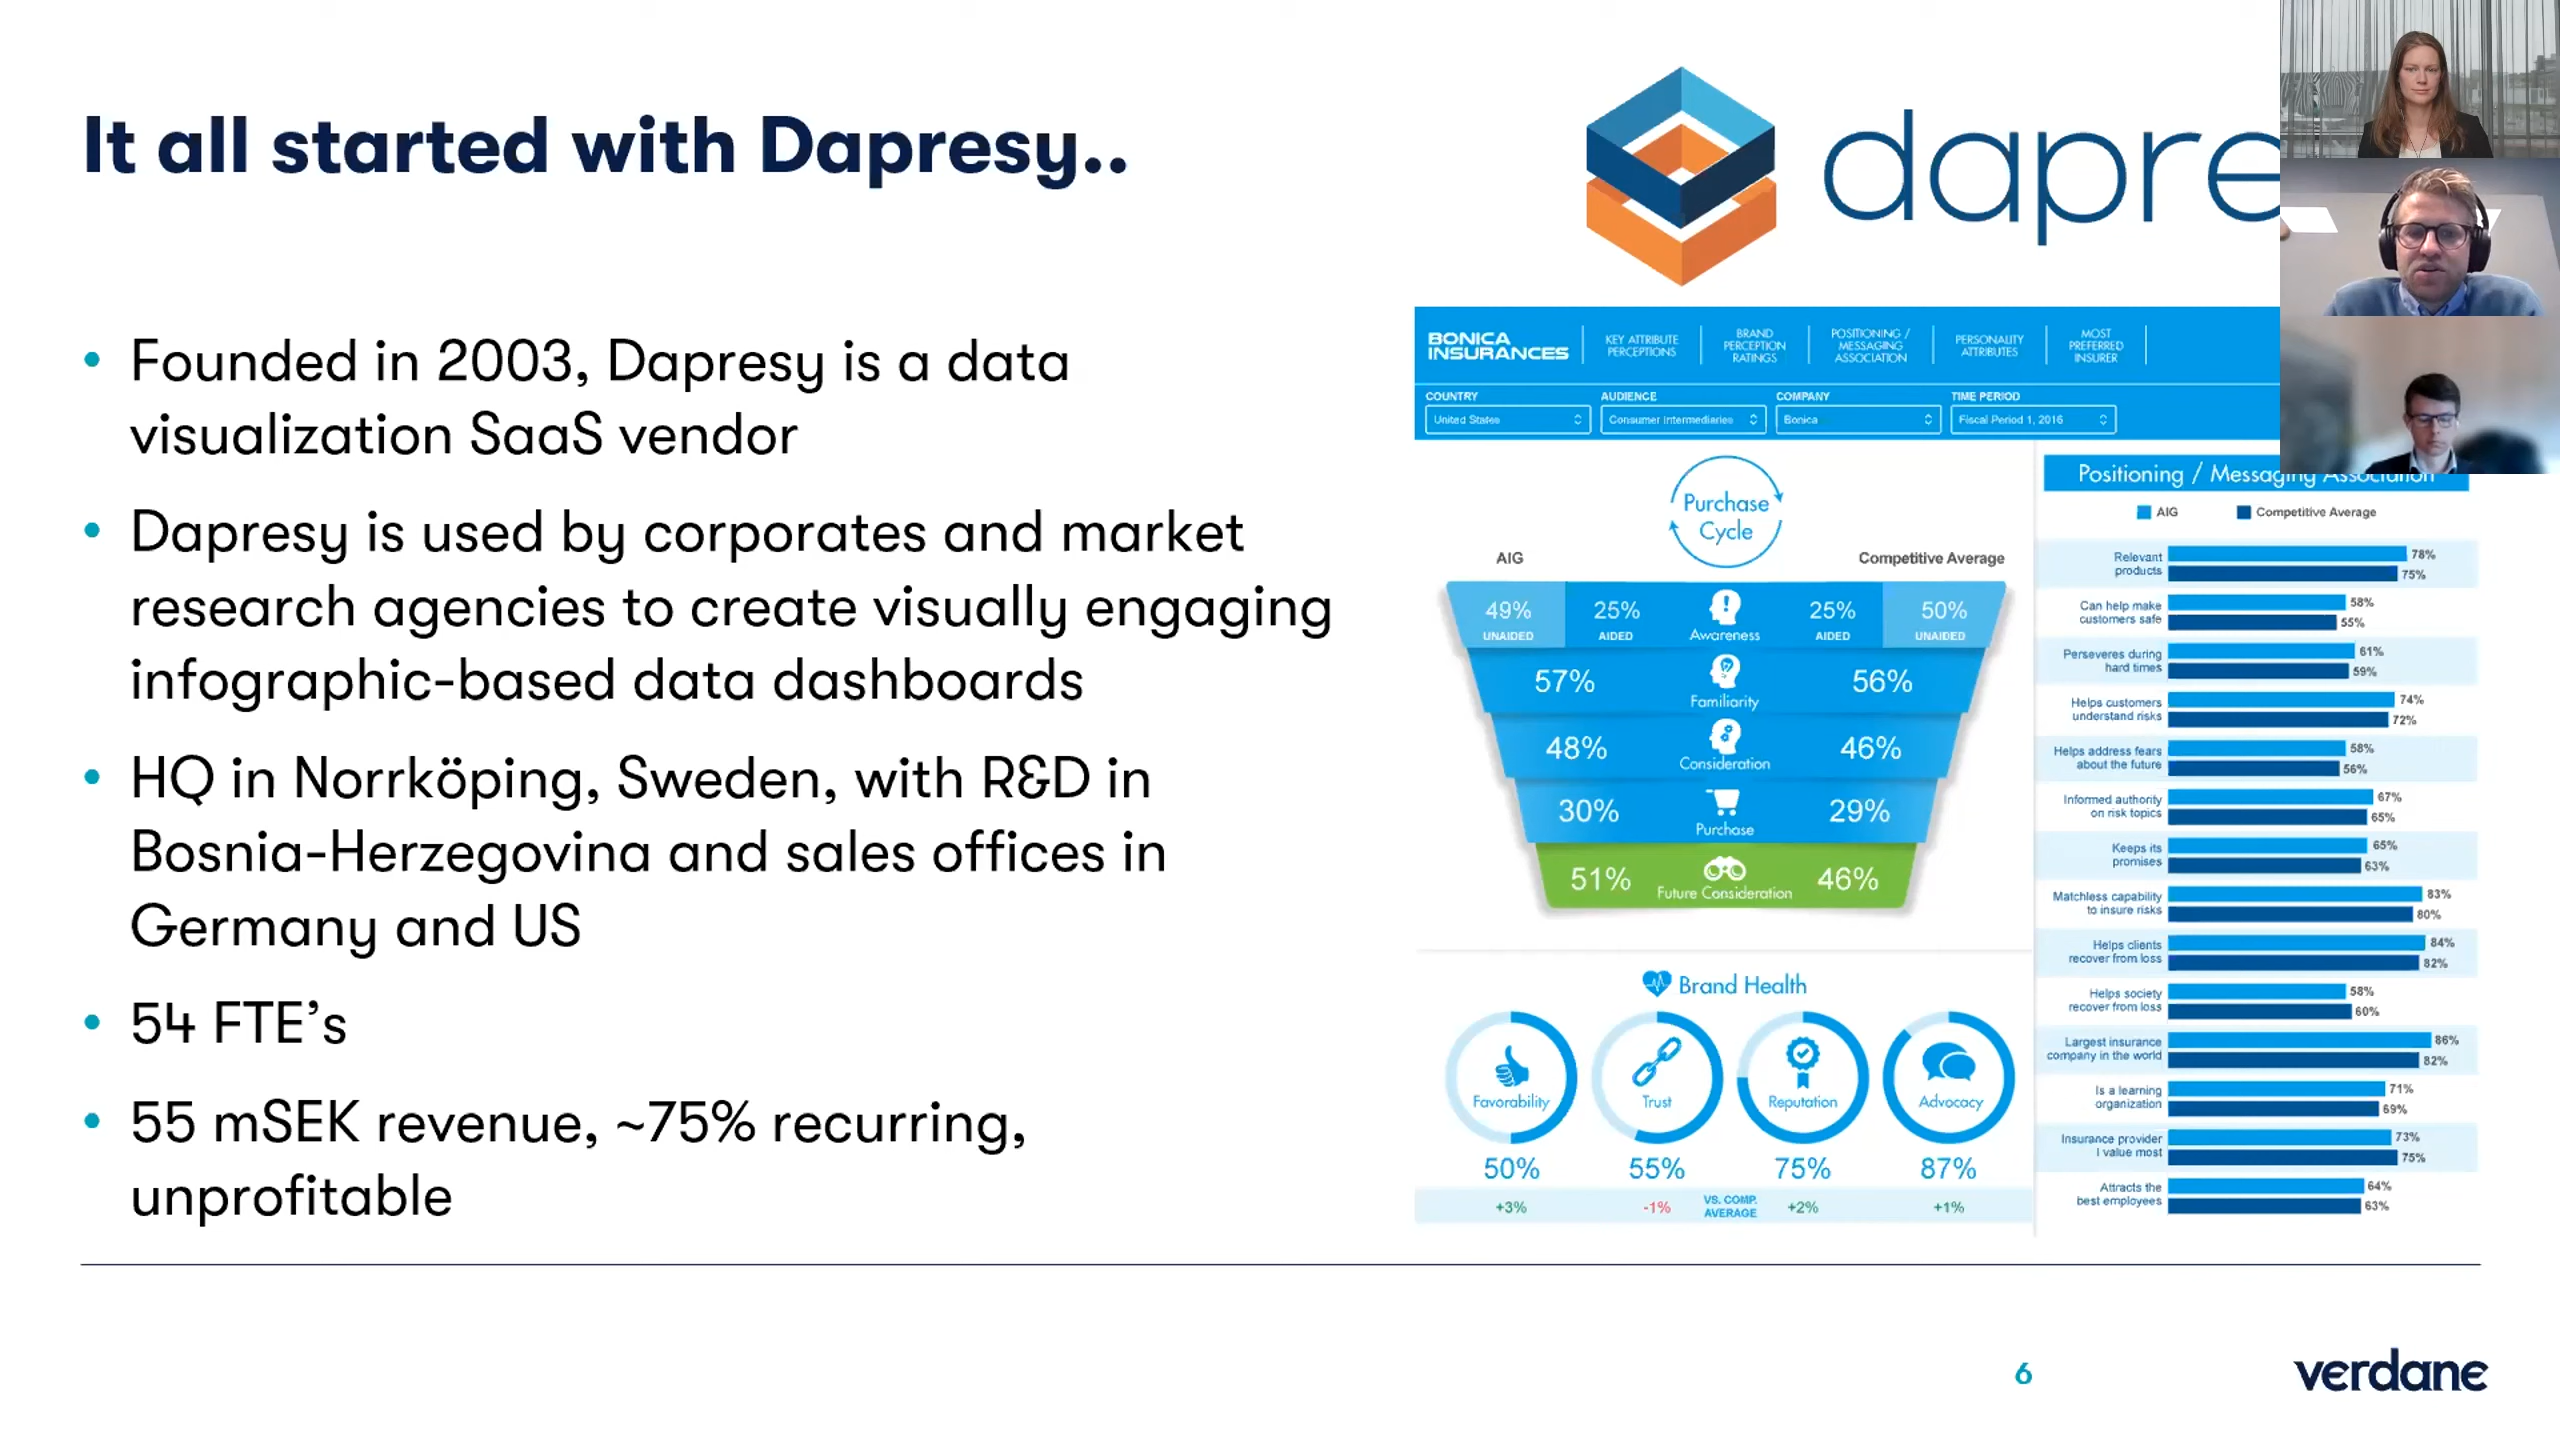 It all started with Dapresy..
dapre
• Founded in 2003, Dapresy is a data
visualization SaaS vendor
• Dapresy is used by corporates and market
research agencies to create visually engaging
infographic-based data dashboards
• HQ in Norrköping, Sweden, with R&D in
Bosnia-Herzegovina and sales offices in
Germany and US
• 54 FTE’s
• 55 mSEK revenue, ~75% recurring,
unprofitable
BONICA
INSURANCES
KEY ATTRIBUTE
PERCEPTIONS
BRAND
PERCEPTION
RATINGS
POSITIONING /
MESSAGING
ASSOCIATION
PERSONALITY
ATTRIBUTES
MOST
PREFERRED
INSURER
COUNTRY
United States
AUDIENCE
Consumer Intermediaries
COMPANY
Bonica
TIME PERIOD
Fiscal Period 1, 2016
Purchase
Cycle
AIG
Competitive Average
49% 25% 25% 50%
UNAIDED AIDED Awareness AIDED UNAIDED
57% 56%
Familiarity
48% 46%
Consideration
30% 29%
Purchase
51% Future Consideration 46%
Brand Health
Favorability Trust Reputation Advocacy
50% 55% 75% 87%
+3% -1% VS. COMP.
AVERAGE +2% +1%
Positioning / Messaging Association
AIG Competitive Average
Relevant
products
78%
75%
Can help make
customers safe
58%
55%
Perseveres during
hard times
61%
59%
Helps customers
understand risks
74%
72%
Helps address fears
about the future
58%
56%
Informed authority
on risk topics
67%
65%
Keeps its
promises
65%
63%
Matchless capability
to insure risks
83%
80%
Helps clients
recover from loss
84%
82%
Helps society
recover from loss
58%
60%
Largest insurance
company in the world
86%
82%
Is a learning
organization
71%
69%
Insurance provider
I value most
73%
75%
Attracts the
best employees
64%
63%
6
verdane